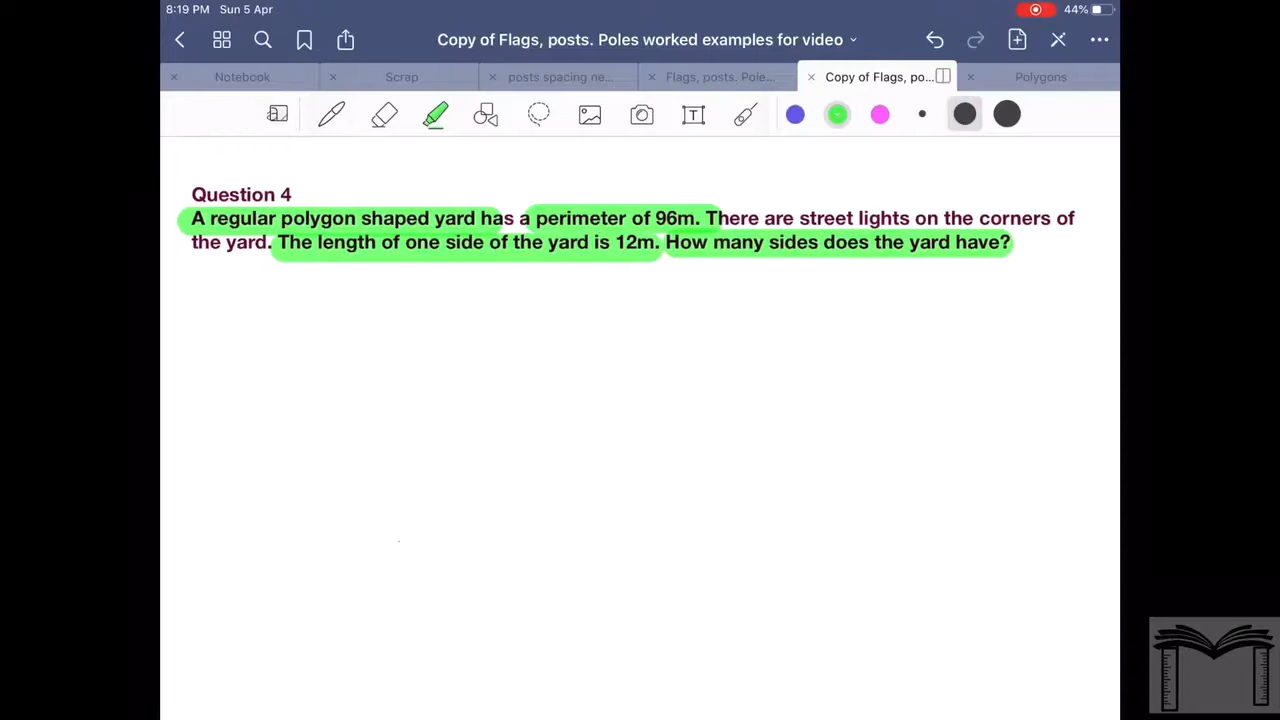 8:19 PM Sun 5 Apr
44%
Copy of Flags, posts. Poles worked examples for video
Notebook
Scrap
posts spacing ne...
Flags, posts. Pole...
Copy of Flags, po...
Polygons
T
Question 4
A regular polygon shaped yard has a perimeter of 96m. There are street lights on the corners of
the yard. The length of one side of the yard is 12m. How many sides does the yard have?